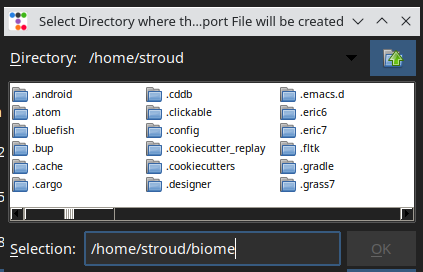 Select Directory where th...port File will be created
Directory: /home/stroud
.android .cddb .emacs.d
.atom .clickable .eric6
.bluefish .config .eric7
.bup .cookiecutter_replay .fltk
.cache .cookiecutters .gradle
.cargo .designer .grass7
Selection: /home/stroud/biome OK